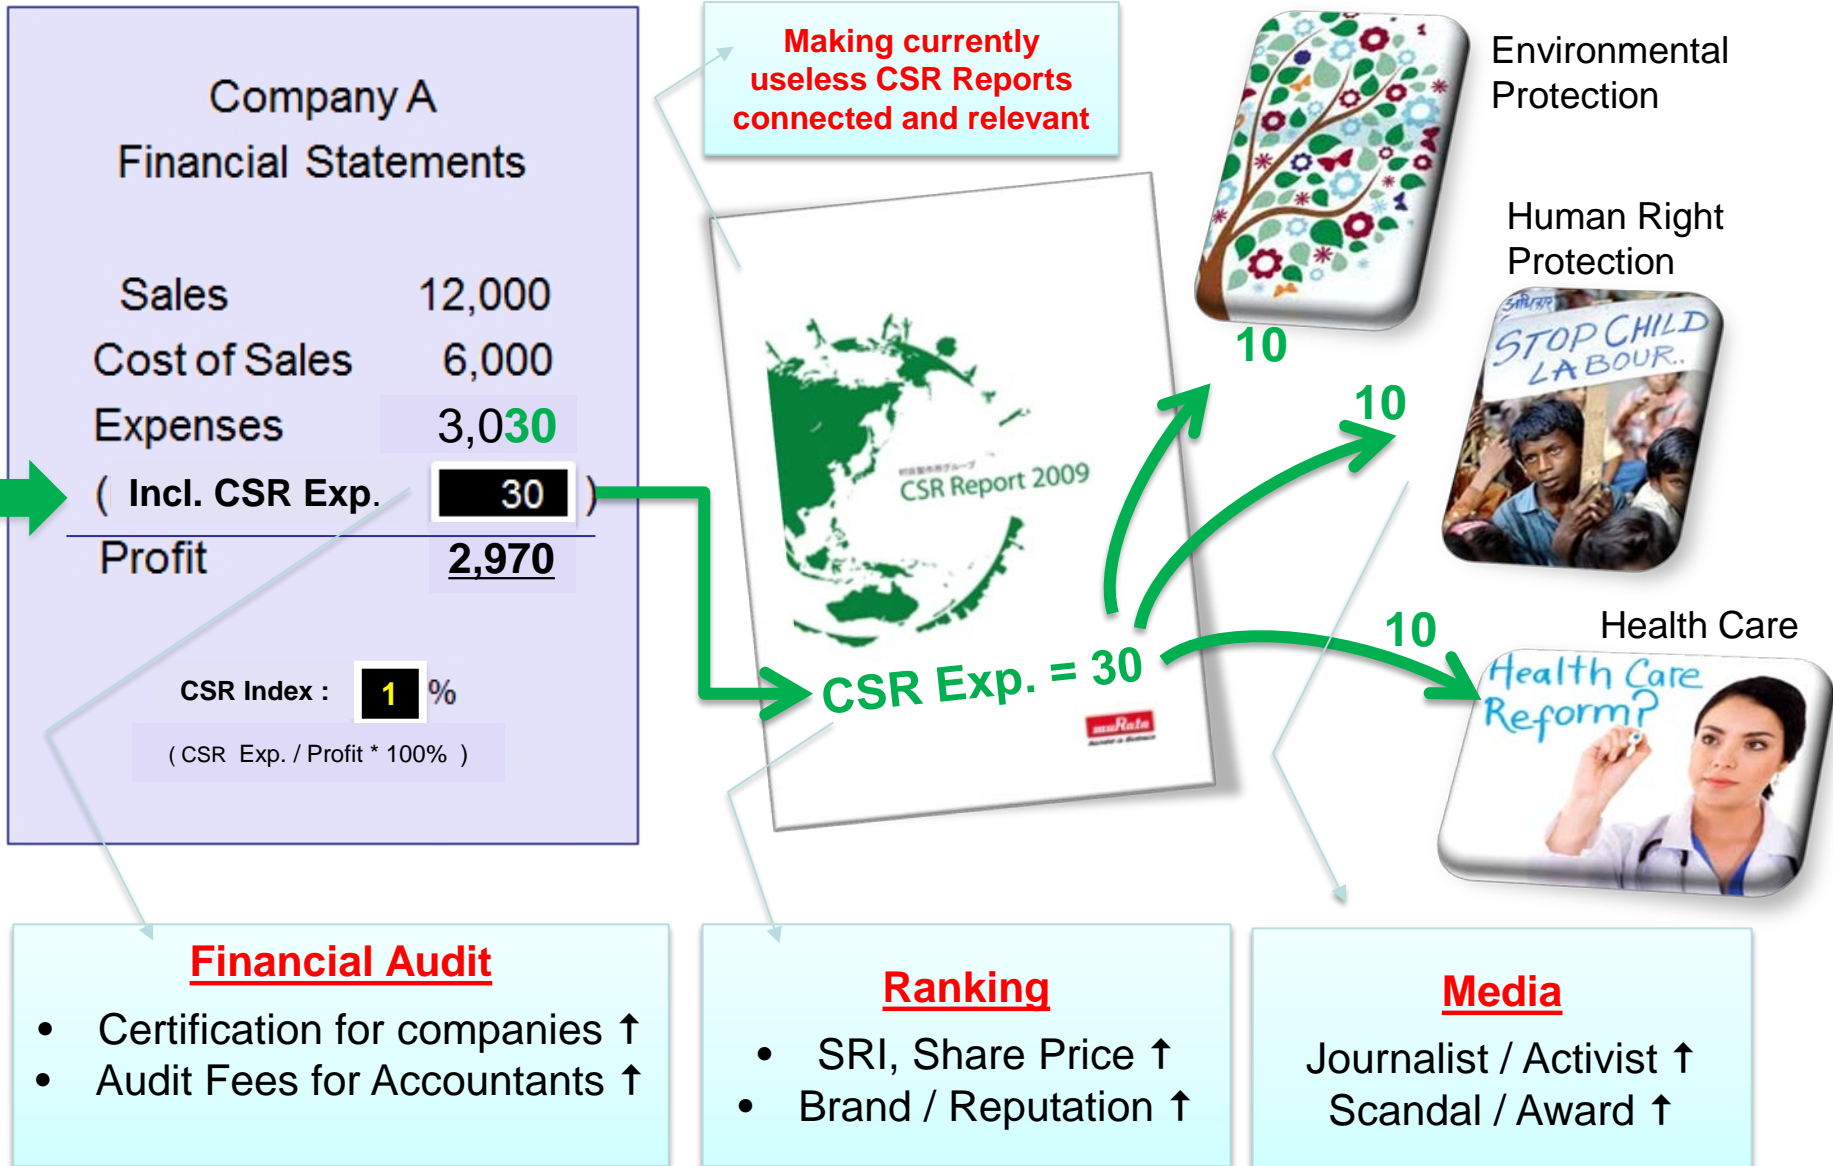 Company A
Financial Statements
Sales 12,000
Cost of Sales 6,000
Expenses 3,030
( Incl. CSR Exp. 30 )
Profit 2,970
CSR Index : 1 %
( CSR Exp. / Profit * 100% )
Making currently
useless CSR Reports
connected and relevant
CSR Report 2009
CSR Exp. = 30
muRata
Environmental
Protection
10
Human Right
Protection
STOP CHILD
LABOUR..
10
Health Care
Health Care
Reform?
10
Financial Audit
• Certification for companies ↑
• Audit Fees for Accountants ↑
Ranking
• SRI, Share Price ↑
• Brand / Reputation ↑
Media
Journalist / Activist ↑
Scandal / Award ↑